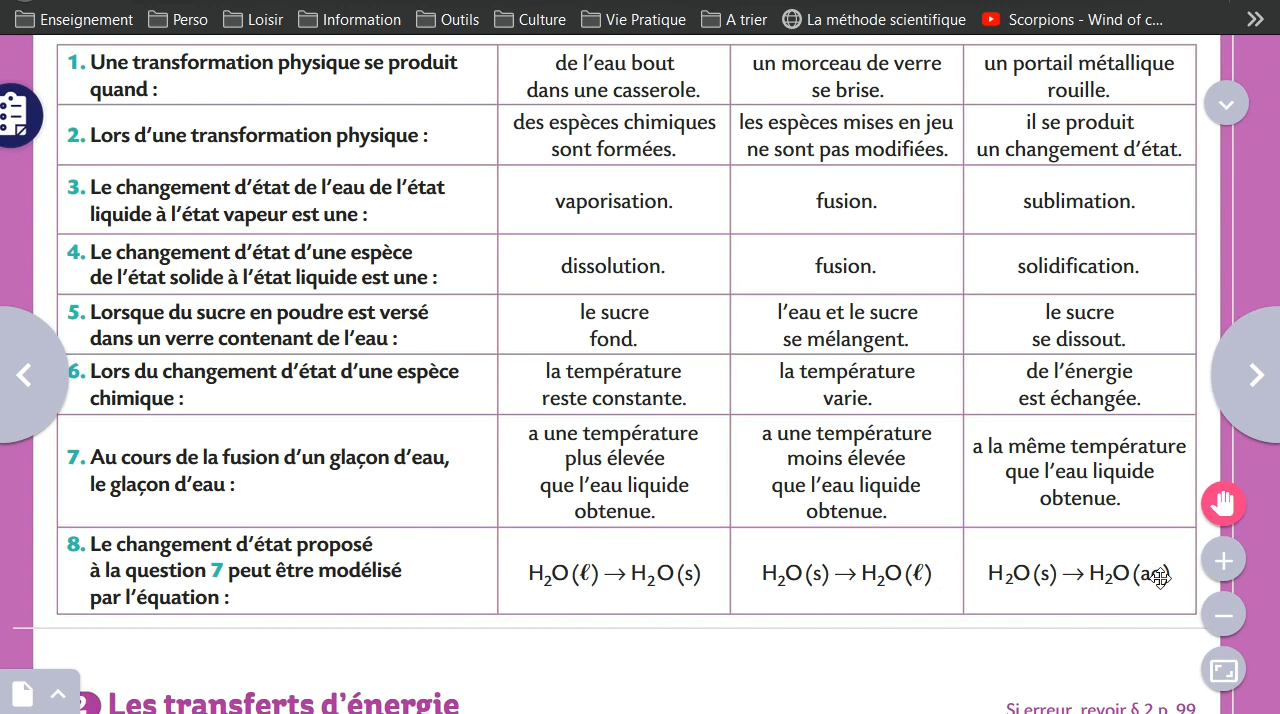 Enseignement Perso Loisir Information Outils Culture Vie Pratique A trier La méthode scientifique Scorpions - Wind of c...
1. Une transformation physique se produit
quand :
de l'eau bout
dans une casserole.
un morceau de verre
se brise.
un portail métallique
rouille.
2. Lors d'une transformation physique :
des espèces chimiques
sont formées.
les espèces mises en jeu
ne sont pas modifiées.
il se produit
un changement d'état.
3. Le changement d'état de l'eau de l'état
liquide à l'état vapeur est une :
vaporisation.
fusion.
sublimation.
4. Le changement d'état d'une espèce
de l'état solide à l'état liquide est une :
dissolution.
fusion.
solidification.
5. Lorsque du sucre en poudre est versé
dans un verre contenant de l'eau :
le sucre
fond.
l'eau et le sucre
se mélangent.
le sucre
se dissout.
6. Lors du changement d'état d'une espèce
chimique :
la température
reste constante.
la température
varie.
de l'énergie
est échangée.
7. Au cours de la fusion d'un glaçon d'eau,
le glaçon d'eau :
a une température
plus élevée
que l'eau liquide
obtenue.
a une température
moins élevée
que l'eau liquide
obtenue.
a la même température
que l'eau liquide
obtenue.
8. Le changement d'état proposé
à la question 7 peut être modélisé
par l'équation :
H₂O (ℓ) → H₂O (s)
H₂O (s) → H₂O (ℓ)
H₂O (s) → H₂O
Les transferts d'énergie
Si erreur, revoir § 2 p. 99